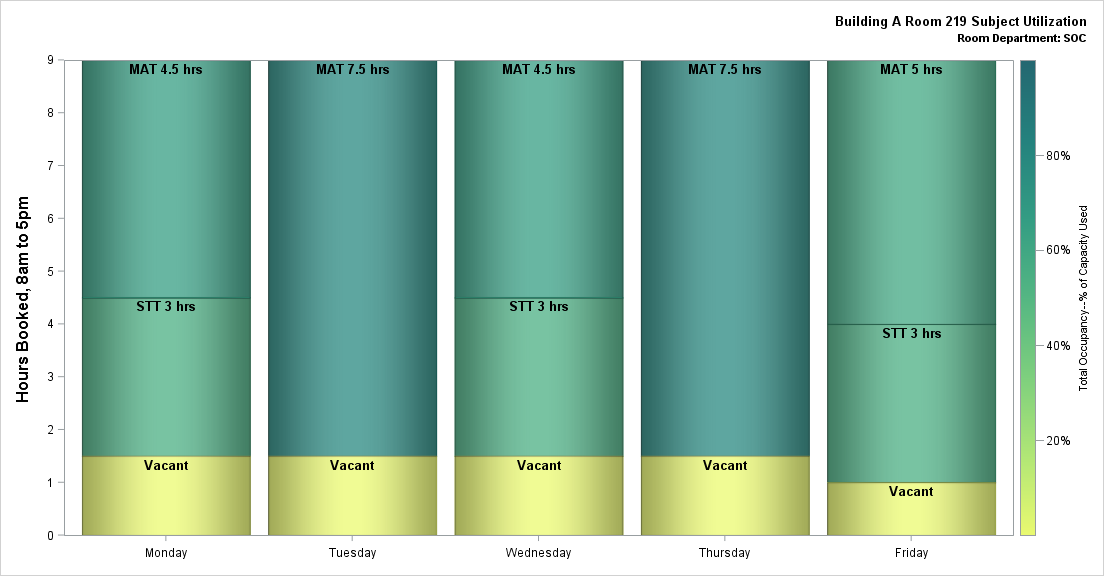 Building A Room 219 Subject Utilization
Room Department: SOC
Hours Booked, 8am to 5pm
9
8
7
6
5
4
3
2
1
0
MAT 4.5 hrs
STT 3 hrs
Vacant
MAT 7.5 hrs
Vacant
MAT 4.5 hrs
STT 3 hrs
Vacant
MAT 7.5 hrs
Vacant
MAT 5 hrs
STT 3 hrs
Vacant
Monday
Tuesday
Wednesday
Thursday
Friday
80%
60%
40%
20%
Total Occupancy--% of Capacity Used